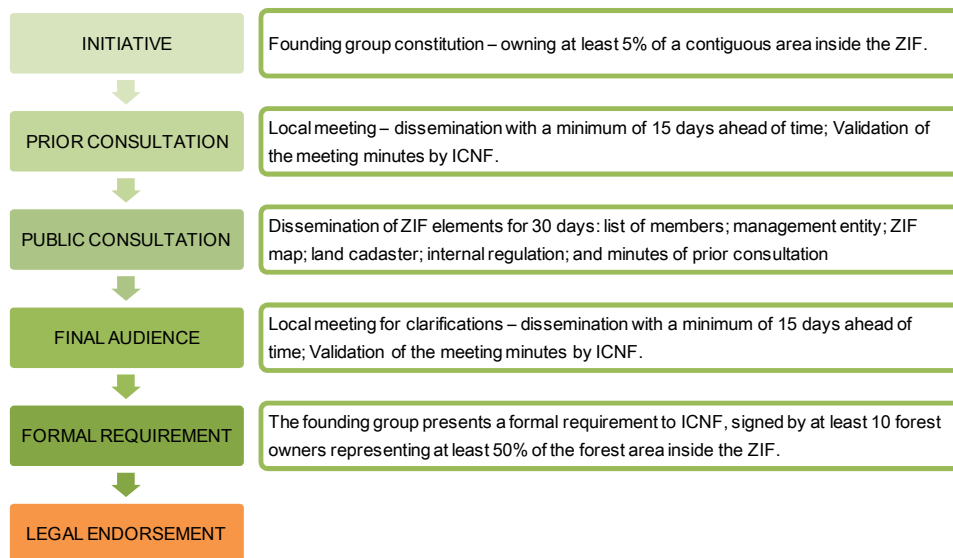 INITIATIVE
Founding group constitution – owning at least 5% of a contiguous area inside the ZIF.
PRIOR CONSULTATION
Local meeting – dissemination with a minimum of 15 days ahead of time; Validation of
the meeting minutes by ICNF.
PUBLIC CONSULTATION
Dissemination of ZIF elements for 30 days: list of members; management entity; ZIF
map; land cadaster; internal regulation; and minutes of prior consultation
FINAL AUDIENCE
Local meeting for clarifications – dissemination with a minimum of 15 days ahead of
time; Validation of the meeting minutes by ICNF.
FORMAL REQUIREMENT
The founding group presents a formal requirement to ICNF, signed by at least 10 forest
owners representing at least 50% of the forest area inside the ZIF.
LEGAL ENDORSEMENT